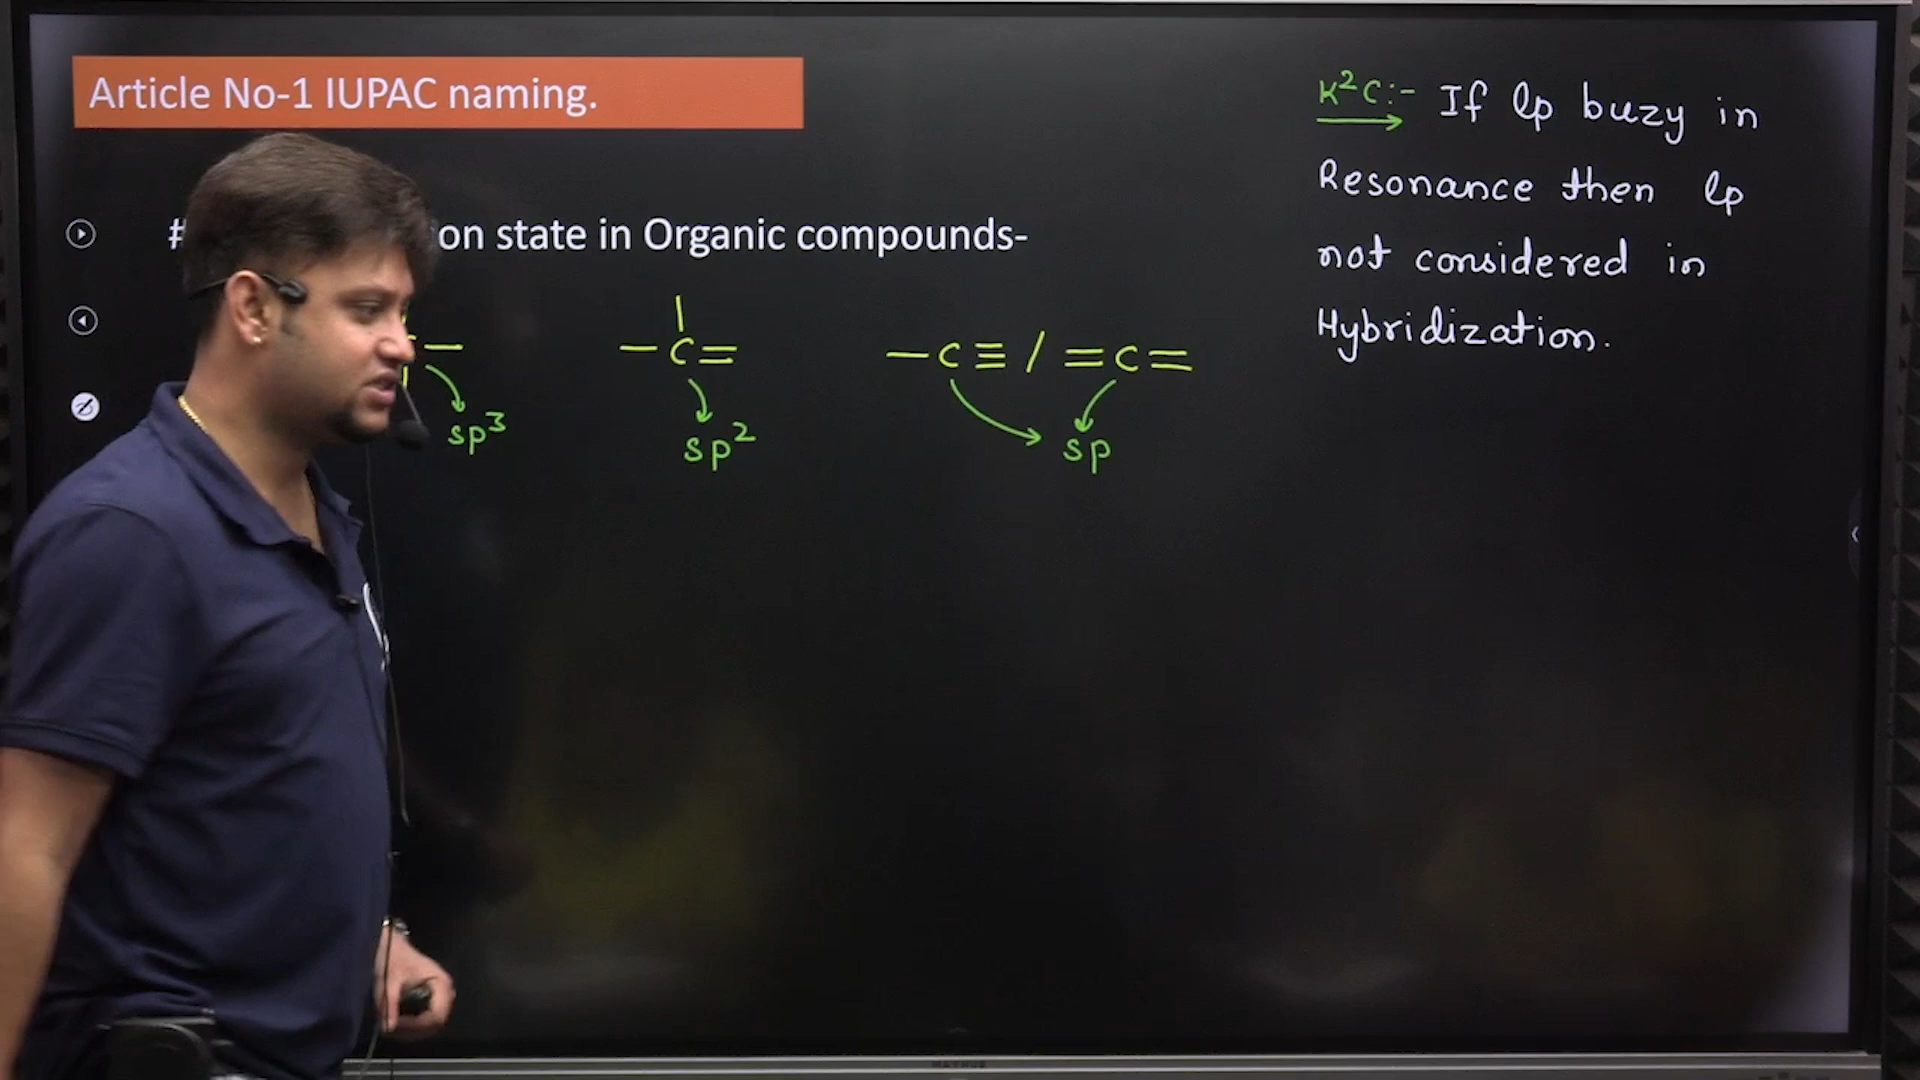 Article No-1 IUPAC naming.
K²C:- If lp buzy in
Resonance then lp
not considered in
Hybridization.
# on state in Organic compounds-
-
- C =
- C ≡ / = C =
sp³
sp²
sp